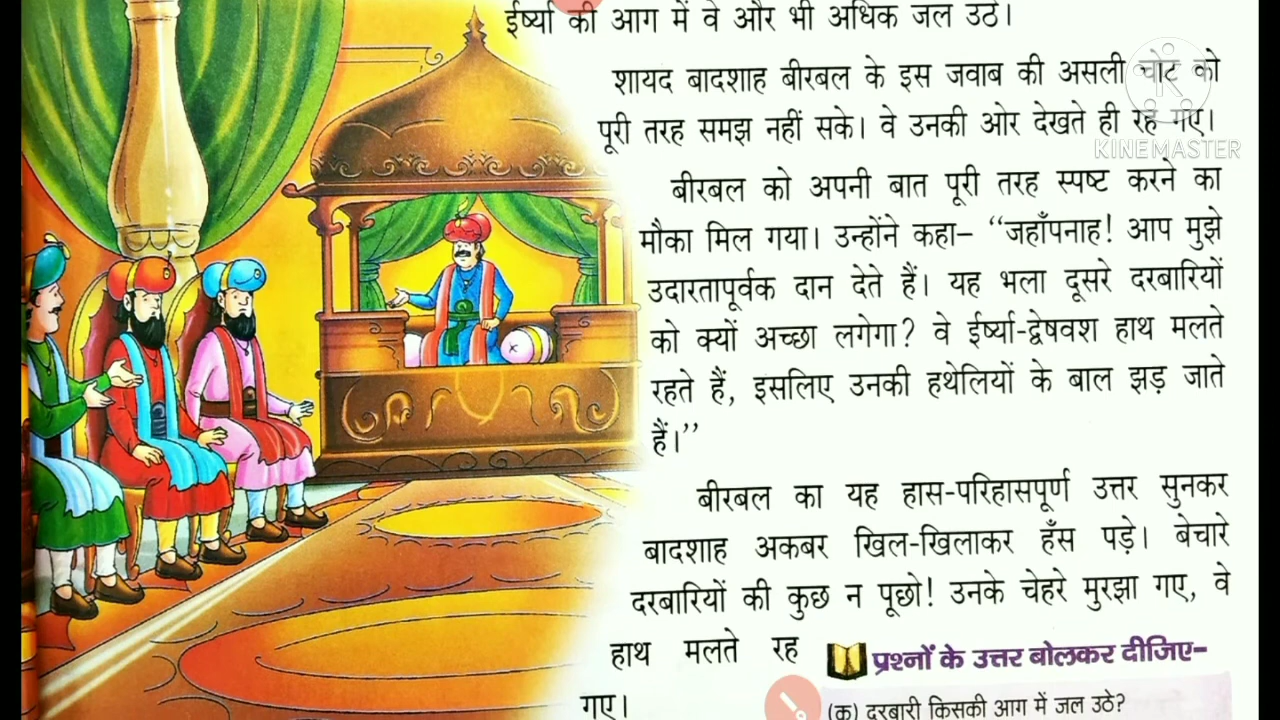 ईर्ष्या की आग में वे और भी अधिक जल उठे।
शायद बादशाह बीरबल के इस जवाब की असली चोट को
पूरी तरह समझ नहीं सके। वे उनकी ओर देखते ही रह गए।
बीरबल को अपनी बात पूरी तरह स्पष्ट करने का
मौका मिल गया। उन्होंने कहा– ‘‘जहाँपनाह! आप मुझे
उदारतापूर्वक दान देते हैं। यह भला दूसरे दरबारियों
को क्यों अच्छा लगेगा? वे ईर्ष्या-द्वेषवश हाथ मलते
रहते हैं, इसलिए उनकी हथेलियों के बाल झड़ जाते
हैं।’’
बीरबल का यह हास-परिहासपूर्ण उत्तर सुनकर
बादशाह अकबर खिल-खिलाकर हँस पड़े। बेचारे
दरबारियों की कुछ न पूछो! उनके चेहरे मुरझा गए, वे
हाथ मलते रह
गए।
प्रश्नों के उत्तर बोलकर दीजिए–
(क) दरबारी किसकी आग में जल उठे?
KINEMASTER